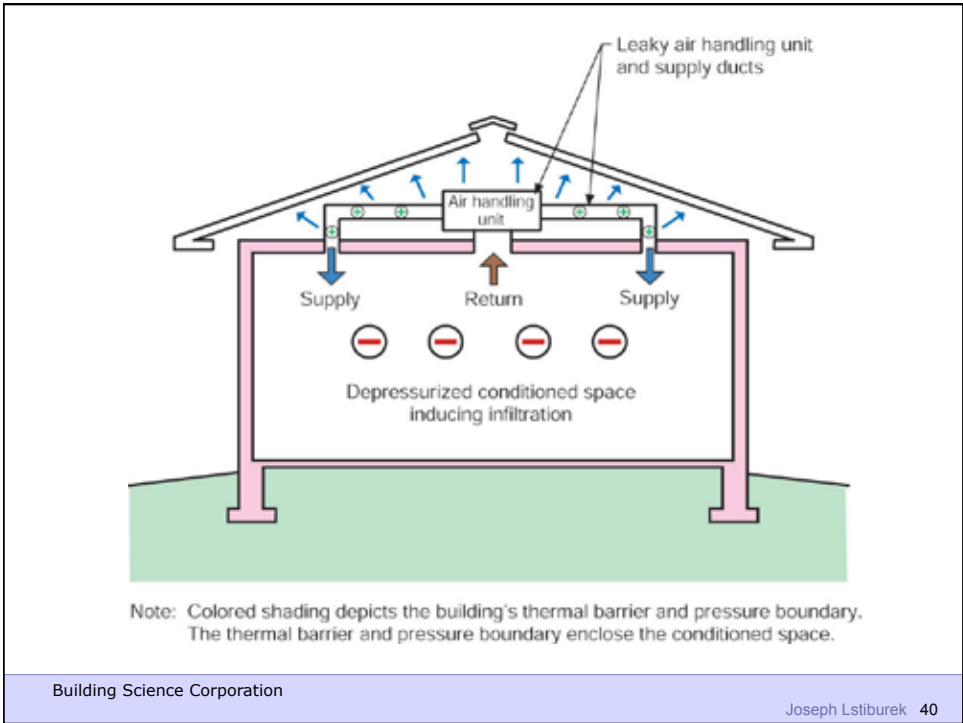 Leaky air handling unit
and supply ducts
Air handling
unit
Supply
Return
Supply
Depressurized conditioned space
inducing infiltration
Note: Colored shading depicts the building's thermal barrier and pressure boundary.
The thermal barrier and pressure boundary enclose the conditioned space.
Building Science Corporation
Joseph Lstiburek 40